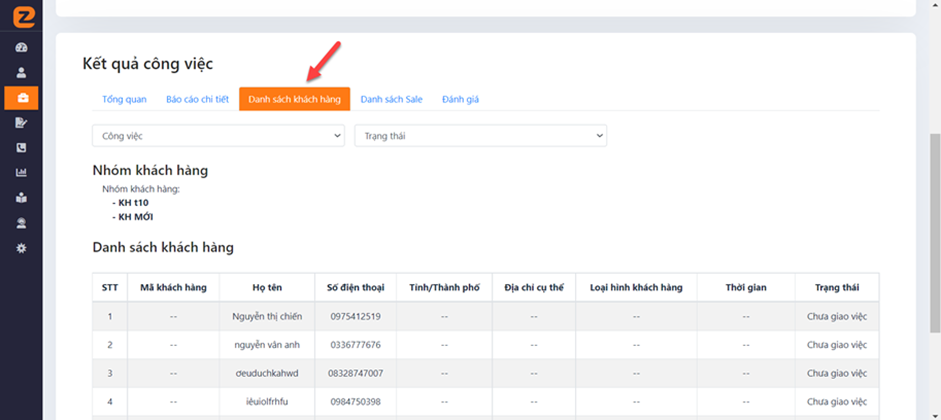 Kết quả công việc
Tổng quan Báo cáo chi tiết Danh sách khách hàng Danh sách Sale Đánh giá
Công việc Trạng thái
Nhóm khách hàng
Nhóm khách hàng:
- KH t10
- KH MỚI
Danh sách khách hàng
STT Mã khách hàng Họ tên Số điện thoại Tỉnh/Thành phố Địa chỉ cụ thể Loại hình khách hàng Thời gian Trạng thái
1 -- Nguyễn thị chiến 0975412519 -- -- -- -- Chưa giao việc
2 -- nguyễn vân anh 0336777676 -- -- -- -- Chưa giao việc
3 -- ơeuduchkahwd 08328747007 -- -- -- -- Chưa giao việc
4 -- iêuiolfrhfu 0984750398 -- -- -- -- Chưa giao việc